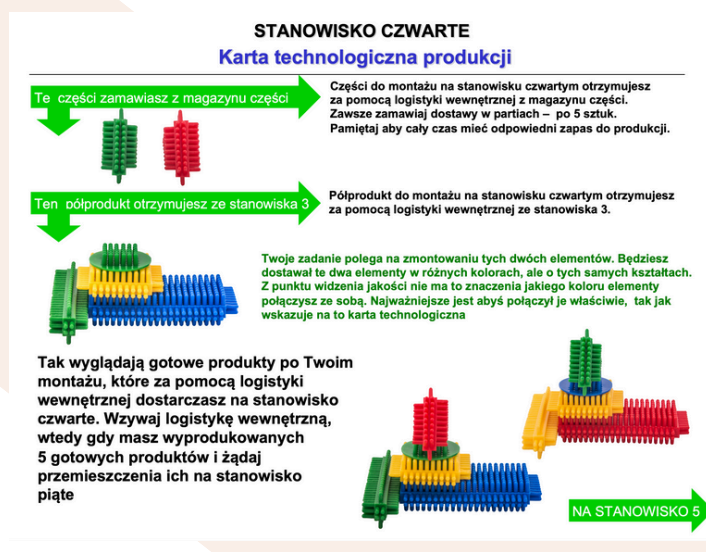 STANOWISKO CZWARTE
Karta technologiczna produkcji
Te części zamawiasz z magazynu części
Części do montażu na stanowisku czwartym otrzymujesz
za pomocą logistyki wewnętrznej z magazynu części.
Zawsze zamawiaj dostawy w partiach – po 5 sztuk.
Pamiętaj aby cały czas mieć odpowiedni zapas do produkcji.
Ten półprodukt otrzymujesz ze stanowiska 3
Półprodukt do montażu na stanowisku czwartym otrzymujesz
za pomocą logistyki wewnętrznej ze stanowiska 3.
Twoje zadanie polega na zmontowaniu tych dwóch elementów. Będziesz
dostawał te dwa elementy w różnych kolorach, ale o tych samych kształtach.
Z punktu widzenia jakości nie ma to znaczenia jakiego koloru elementy
połączysz ze sobą. Najważniejsze jest abyś połączył je właściwie, tak jak
wskazuje na to karta technologiczna
Tak wyglądają gotowe produkty po Twoim
montażu, które za pomocą logistyki
wewnętrznej dostarczasz na stanowisko
czwarte. Wzywaj logistykę wewnętrzną,
wtedy gdy masz wyprodukowanych
5 gotowych produktów i żądaj
przemieszczenia ich na stanowisko
piąte
NA STANOWISKO 5